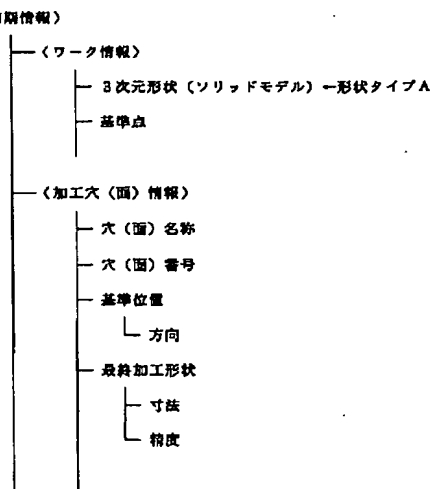 期情報)
〈ワーク情報〉
3次元形状(ソリッドモデル)←形状タイプA
基準点
〈加工穴(面)情報〉
穴(面)名称
穴(面)番号
基準位置
方向
最終加工形状
寸法
精度